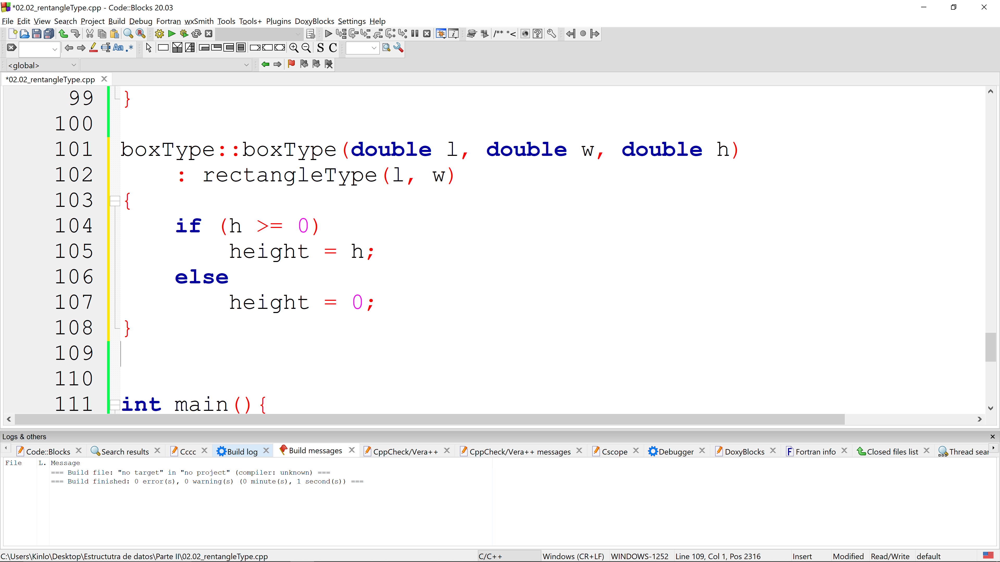 *02.02_rentangleType.cpp - Code::Blocks 20.03
File Edit View Search Project Build Debug Fortran wxSmith Tools Tools+ Plugins DoxyBlocks Settings Help
/** *<
Aa .* S C
<global>
*02.02_rentangleType.cpp
99 }
100
101 boxType::boxType(double l, double w, double h)
102 : rectangleType(l, w)
103 {
104 if (h >= 0)
105 height = h;
106 else
107 height = 0;
108 }
109
110
111 int main(){
Logs & others
Code::Blocks Search results Cccc Build log Build messages CppCheck/Vera++ CppCheck/Vera++ messages Cscope Debugger DoxyBlocks Fortran info Closed files list Thread sear
File L. Message
=== Build file: "no target" in "no project" (compiler: unknown) ===
=== Build finished: 0 error(s), 0 warning(s) (0 minute(s), 1 second(s)) ===
C:\Users\Kinlo\Desktop\Estructutra de datos\Parte II\02.02_rentangleType.cpp C/C++ Windows (CR+LF) WINDOWS-1252 Line 109, Col 1, Pos 2316 Insert Modified Read/Write default